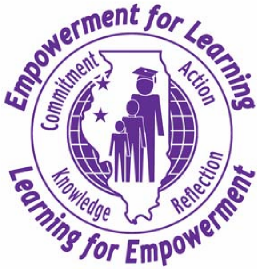 Empowerment for Learning
Commitment
Action
Knowledge
Reflection
Learning for Empowerment